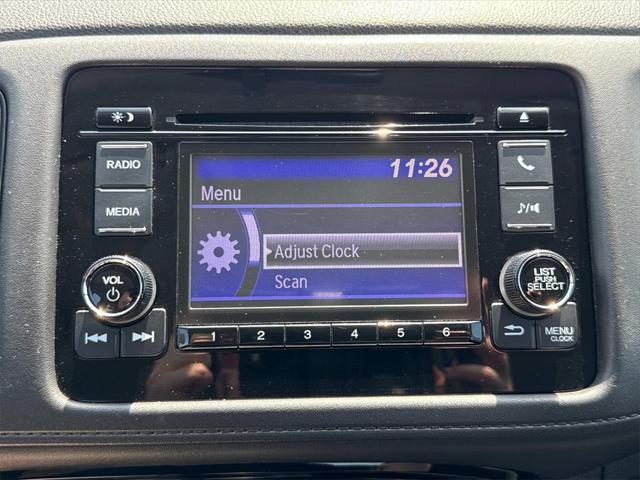 RADIO
MEDIA
VOL
11:26
Menu
Adjust Clock
Scan
1 2 3 4 5 6
LIST
PUSH
SELECT
MENU
CLOCK